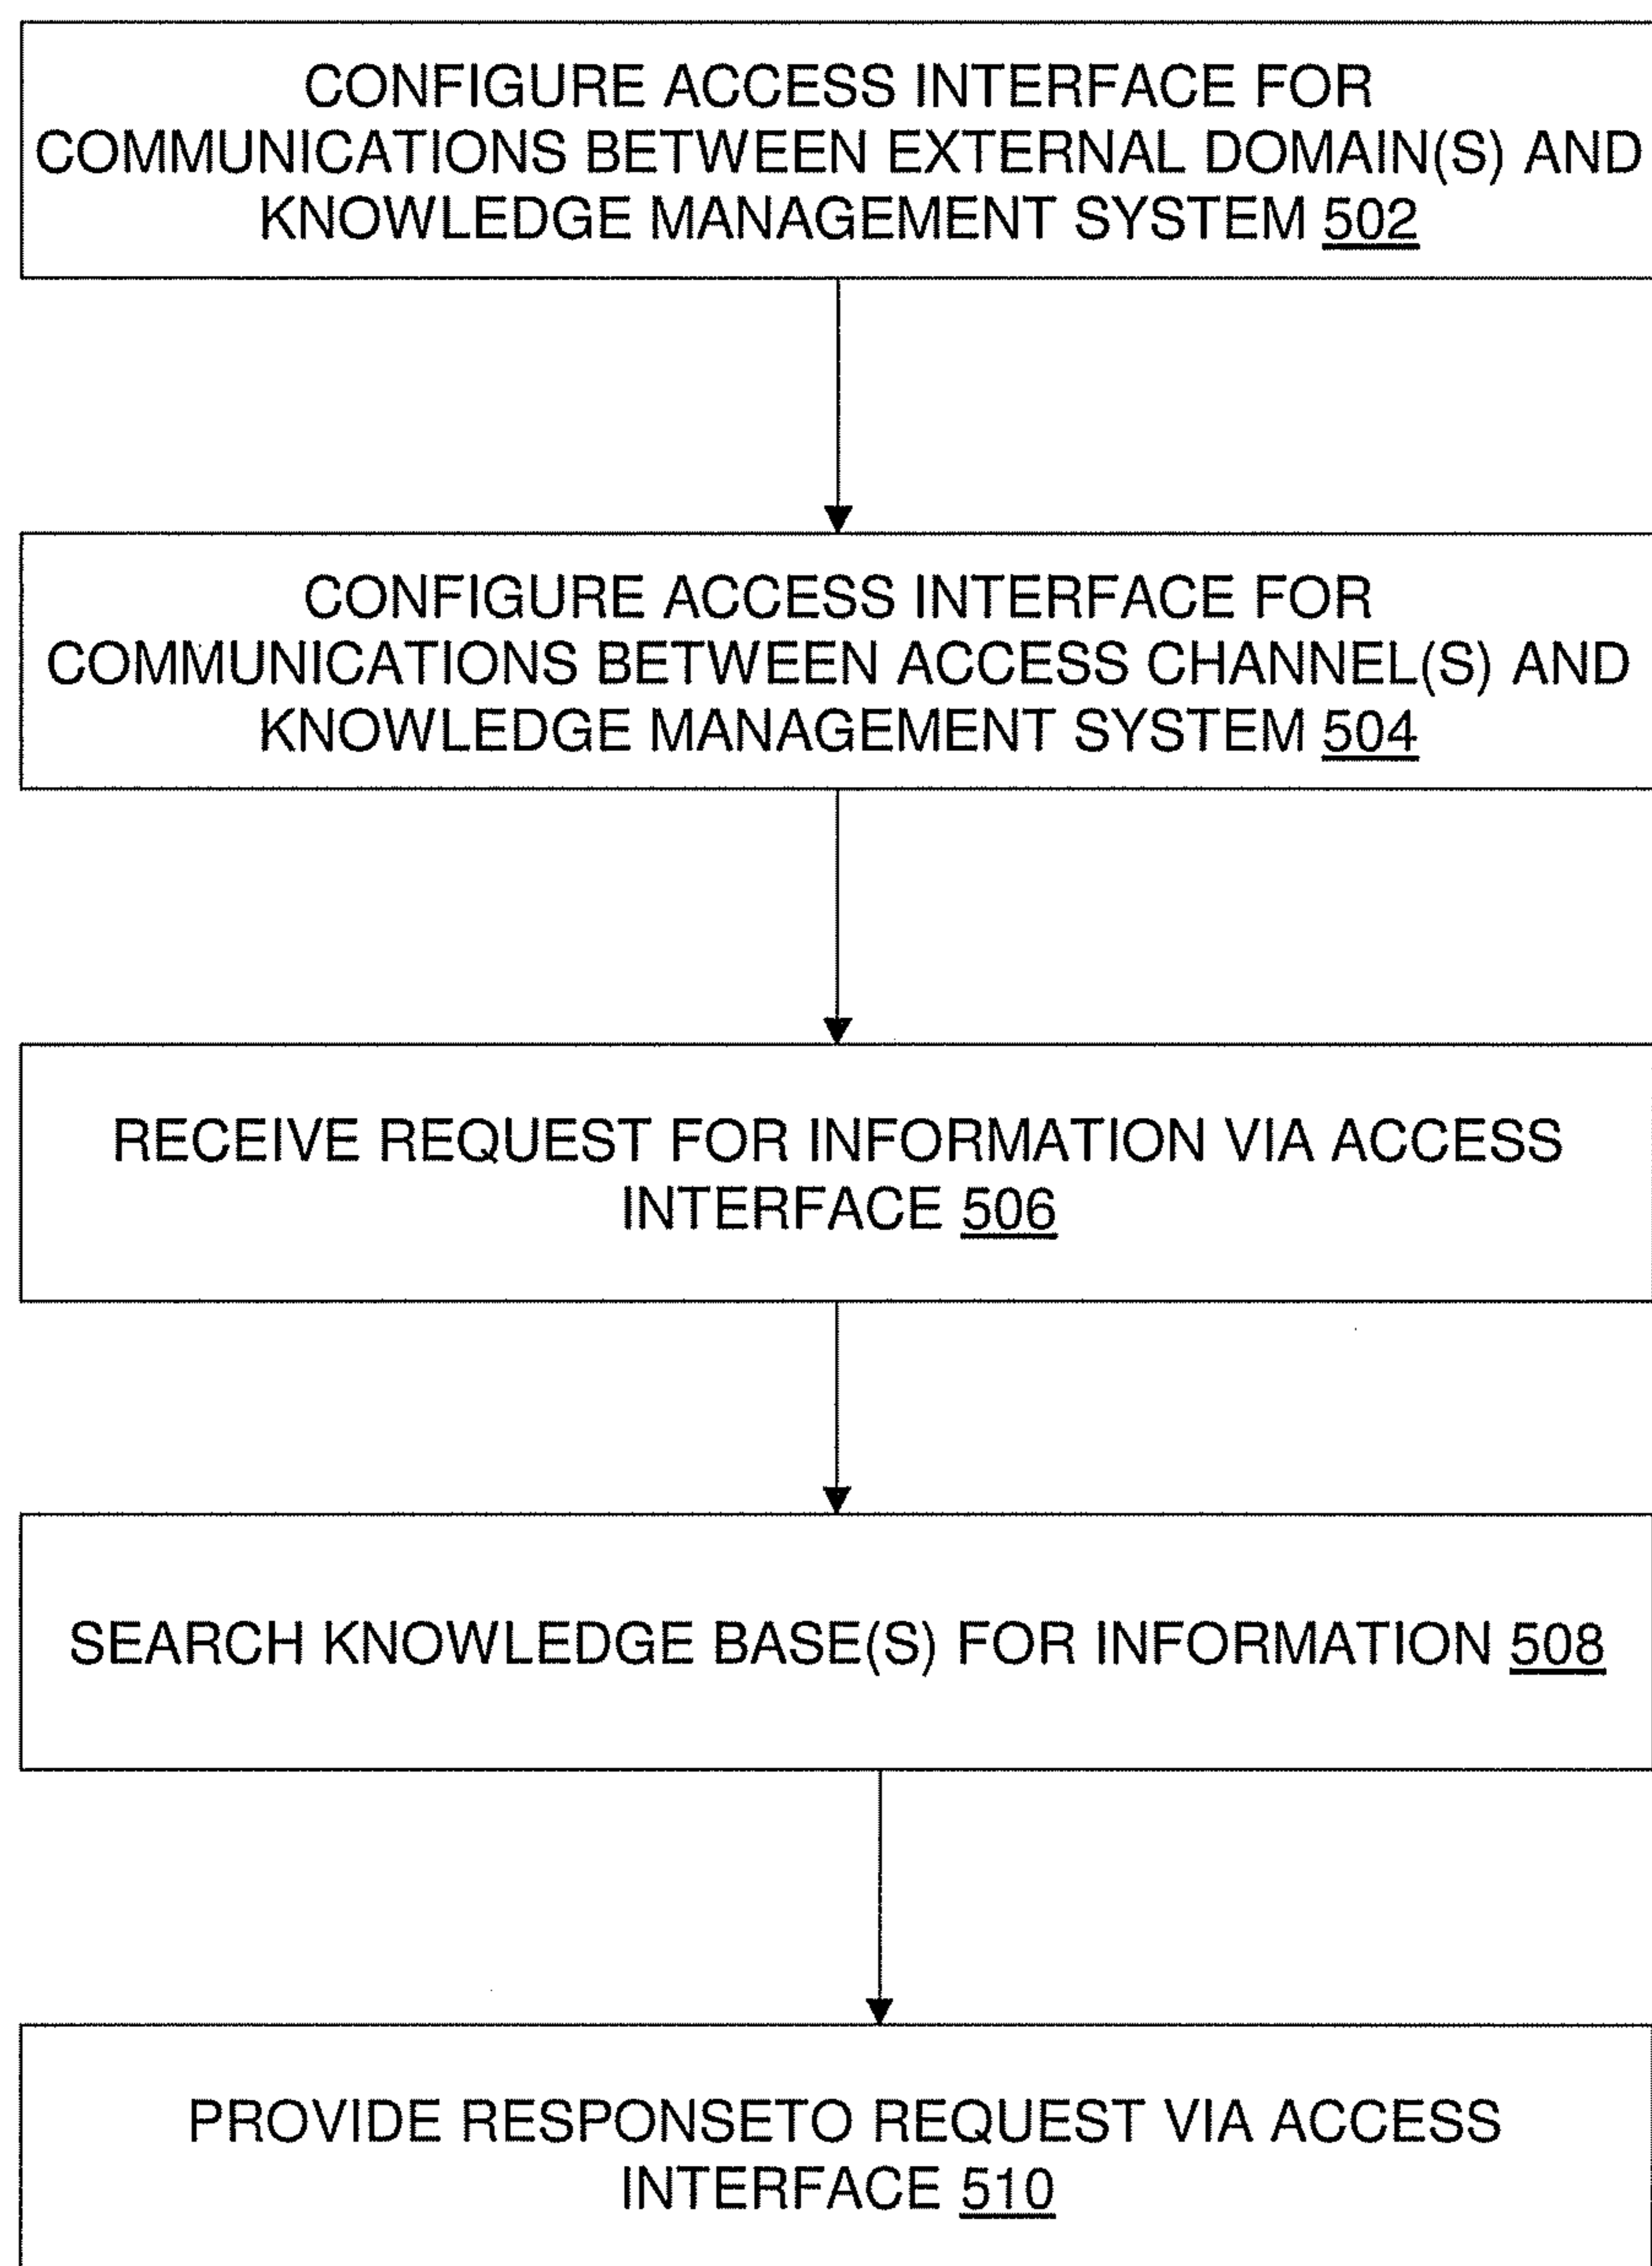 CONFIGURE ACCESS INTERFACE FOR
COMMUNICATIONS BETWEEN EXTERNAL DOMAIN(S) AND
KNOWLEDGE MANAGEMENT SYSTEM 502
CONFIGURE ACCESS INTERFACE FOR
COMMUNICATIONS BETWEEN ACCESS CHANNEL(S) AND
KNOWLEDGE MANAGEMENT SYSTEM 504
RECEIVE REQUEST FOR INFORMATION VIA ACCESS
INTERFACE 506
SEARCH KNOWLEDGE BASE(S) FOR INFORMATION 508
PROVIDE RESPONSETO REQUEST VIA ACCESS
INTERFACE 510